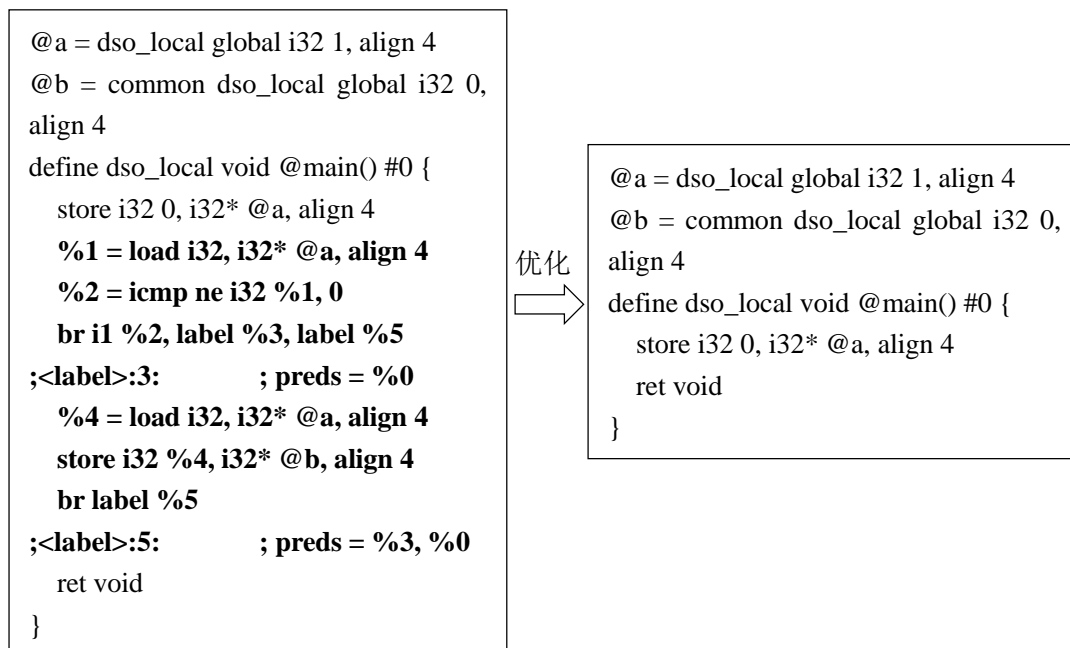 @a = dso_local global i32 1, align 4
@b = common dso_local global i32 0,
align 4
define dso_local void @main() #0 {
store i32 0, i32* @a, align 4
%1 = load i32, i32* @a, align 4
%2 = icmp ne i32 %1, 0
br i1 %2, label %3, label %5
;<label>:3: ; preds = %0
%4 = load i32, i32* @a, align 4
store i32 %4, i32* @b, align 4
br label %5
;<label>:5: ; preds = %3, %0
ret void
}
优化
@a = dso_local global i32 1, align 4
@b = common dso_local global i32 0,
align 4
define dso_local void @main() #0 {
store i32 0, i32* @a, align 4
ret void
}